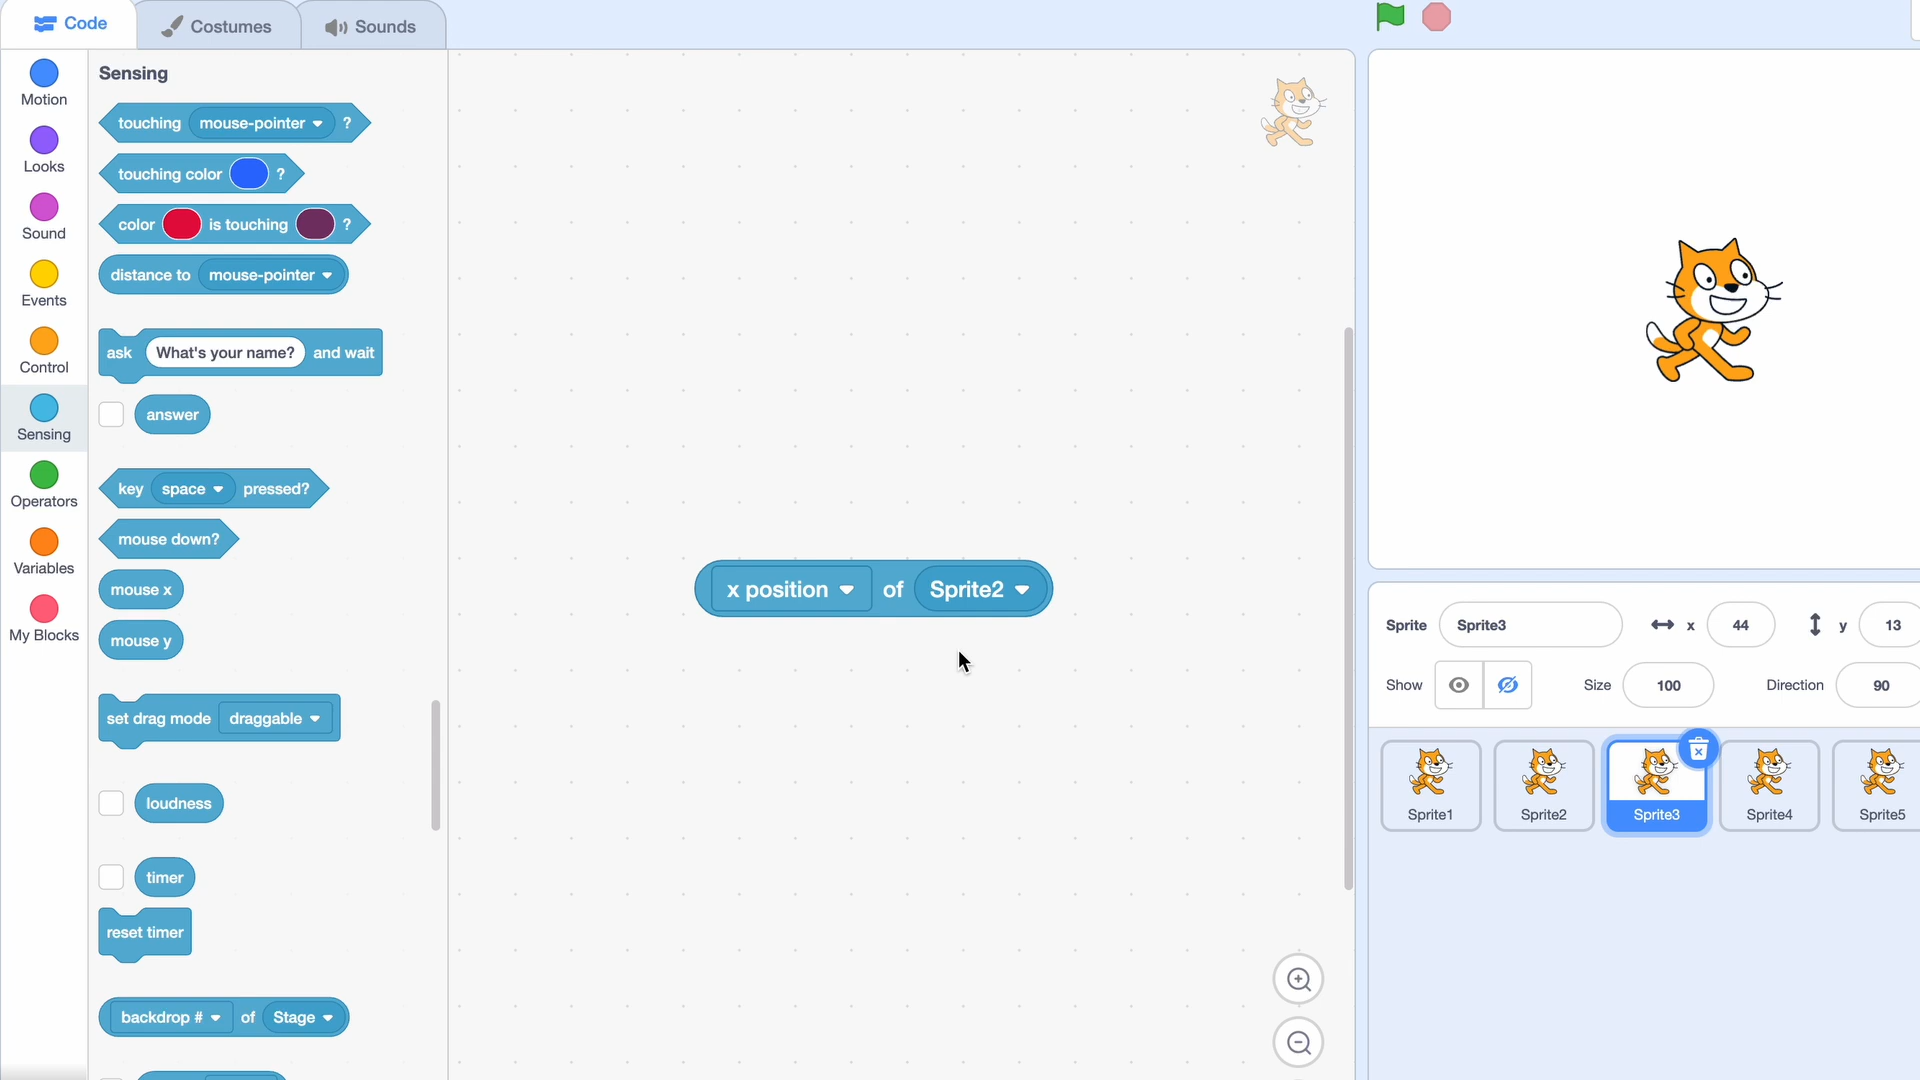 Code
Costumes
Sounds
Motion
Looks
Sound
Events
Control
Sensing
Operators
Variables
My Blocks
Sensing
touching mouse-pointer ?
touching color ?
color is touching ?
distance to mouse-pointer
ask What's your name? and wait
answer
key space pressed?
mouse down?
mouse x
mouse y
set drag mode draggable
loudness
timer
reset timer
backdrop # of Stage
x position of Sprite2
Sprite Sprite3 x 44 y 13
Show Size 100 Direction 90
Sprite1
Sprite2
Sprite3
Sprite4
Sprite5